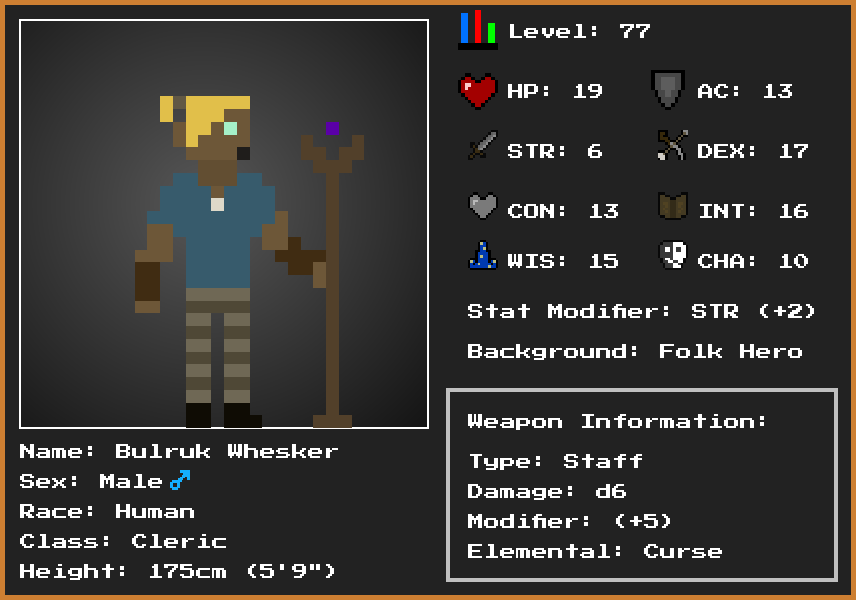 Level: 77
HP: 19
AC: 13
STR: 6
DEX: 17
CON: 13
INT: 16
WIS: 15
CHA: 10
Stat Modifier: STR (+2)
Background: Folk Hero
Weapon Information:
Type: Staff
Damage: d6
Modifier: (+5)
Elemental: Curse
Name: Bulruk Whesker
Sex: Male♂
Race: Human
Class: Cleric
Height: 175cm (5'9")